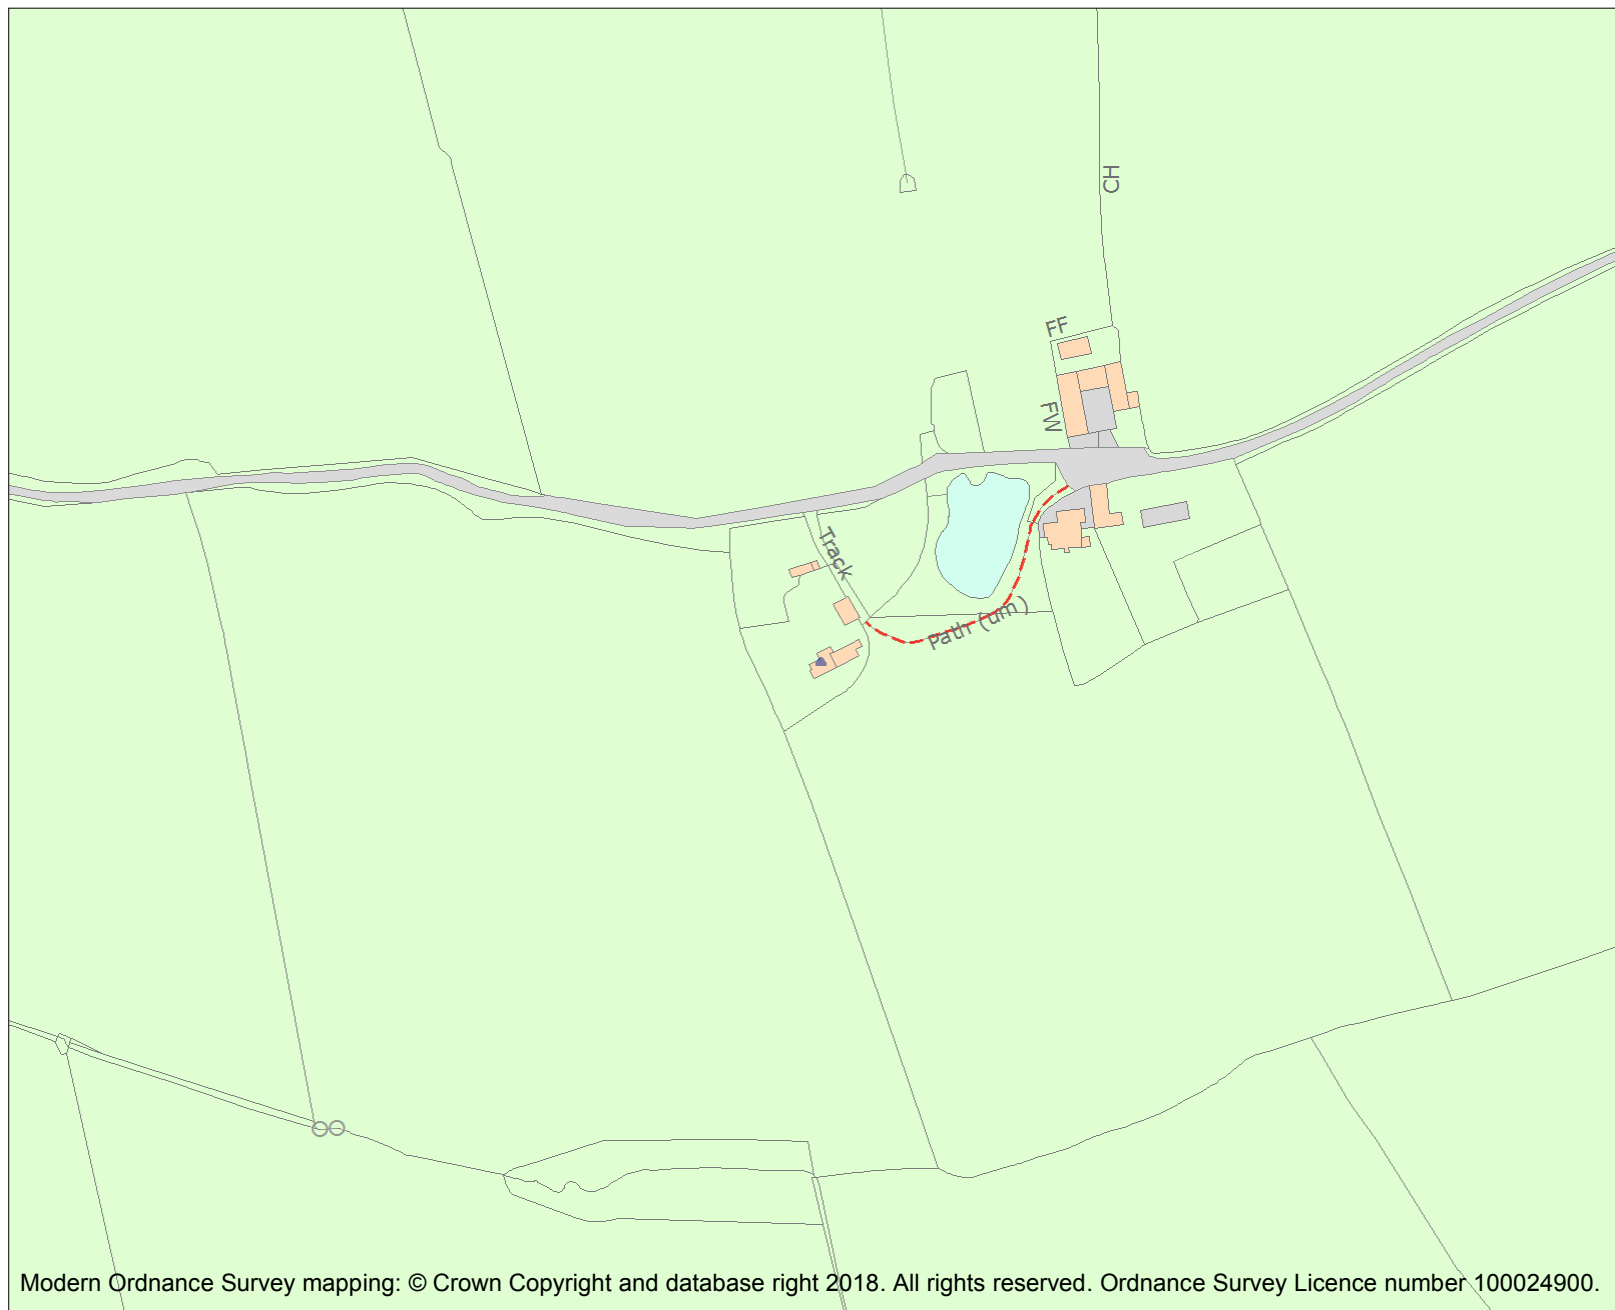 CH
FF
FW
Track
Path (um)
Modern Ordnance Survey mapping: © Crown Copyright and database right 2018. All rights reserved. Ordnance Survey Licence number 100024900.